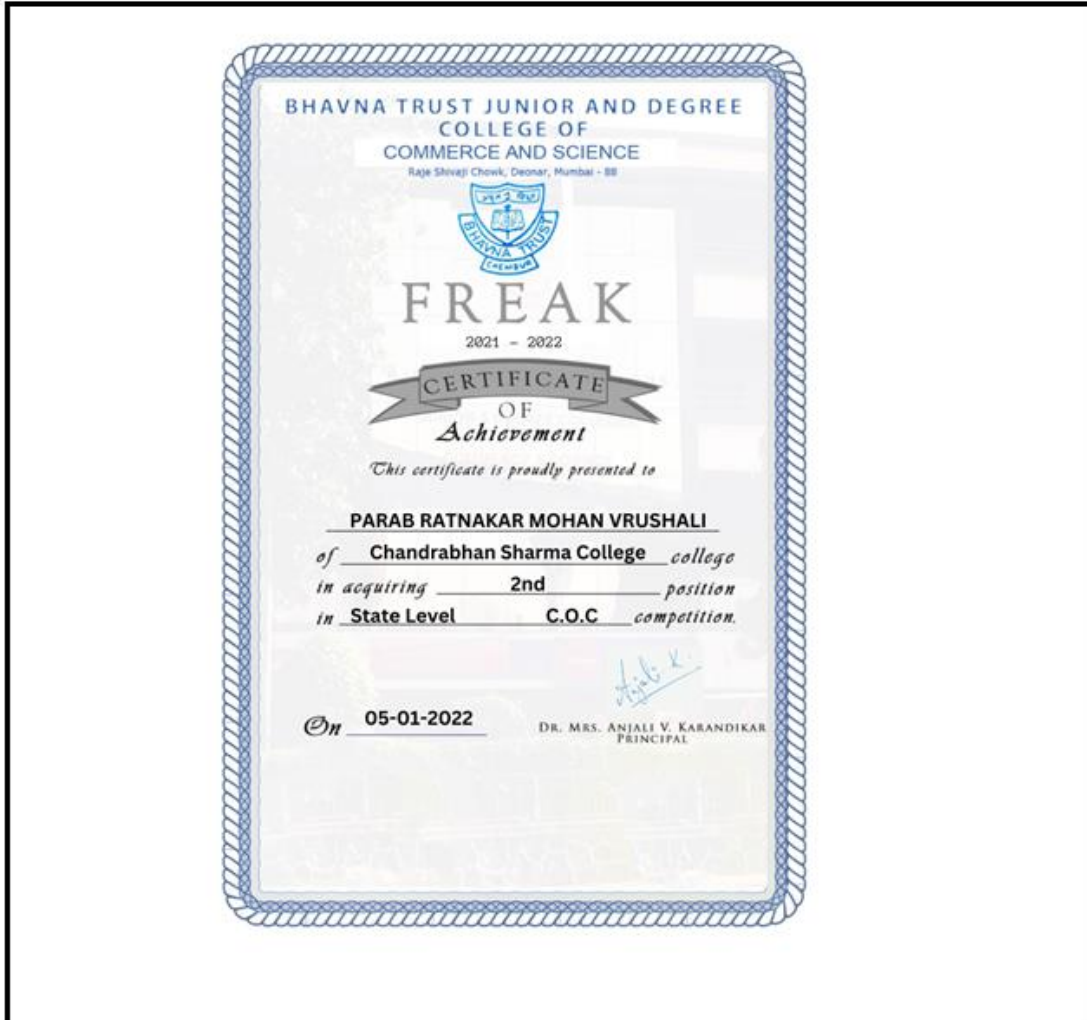 BHAVNA TRUST JUNIOR AND DEGREE
COLLEGE OF
COMMERCE AND SCIENCE
Raje Shivaji Chowk, Deonar, Mumbai - 88
BHAVNA TRUST
CHEMBUR
FREAK
2021 - 2022
CERTIFICATE
OF
Achievement
This certificate is proudly presented to
PARAB RATNAKAR MOHAN VRUSHALI
of Chandrabhan Sharma College college
in acquiring 2nd position
in State Level C.O.C competition.
Anjali K.
On 05-01-2022
DR. MRS. ANJALI V. KARANDIKAR
PRINCIPAL